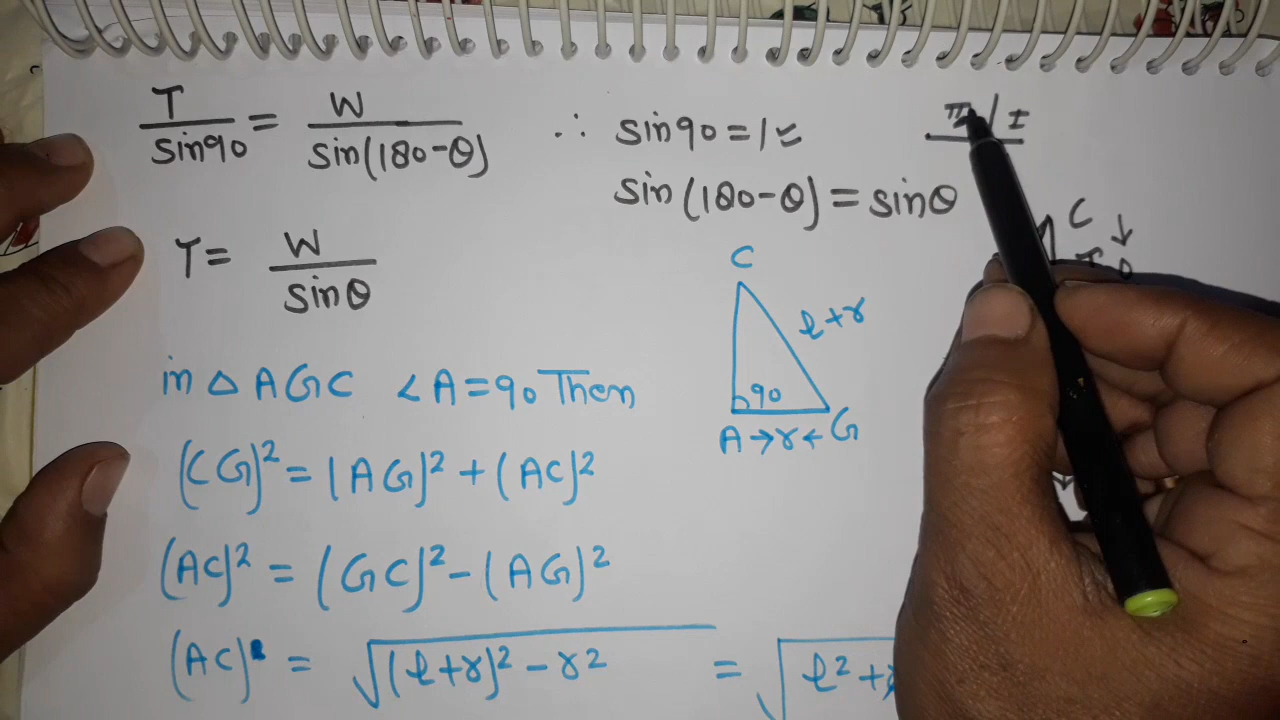 T/sin90 = W/sin(180-θ) ∴ sin90=1
sin(180-θ)=sinθ
T= W/sinθ
C
C
l+r
90
A→r←G
in △ AGC ∠A=90 Then
(CG)² = (AG)² + (AC)²
(AC)² = (GC)² - (AG)²
(AC) = √(l+r)² - r² = √l² +